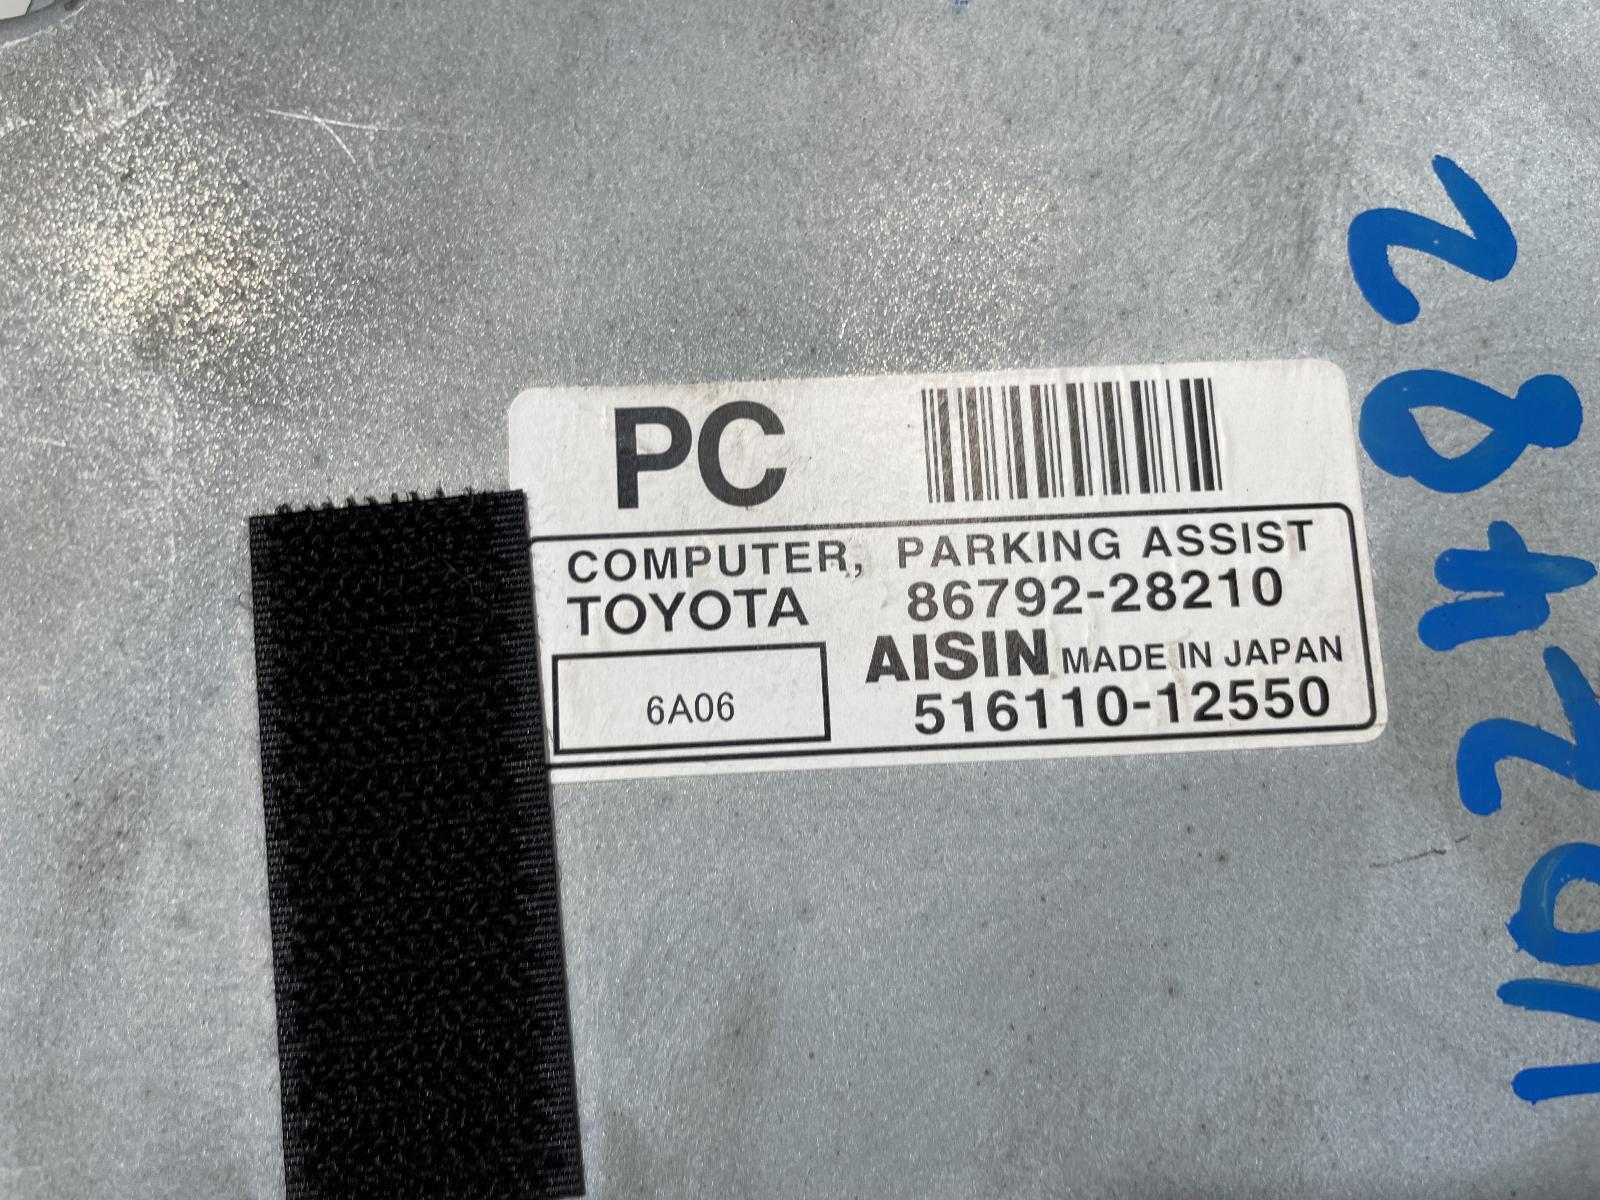 PC
COMPUTER, PARKING ASSIST
TOYOTA 86792-28210
AISIN MADE IN JAPAN
6A06 516110-12550